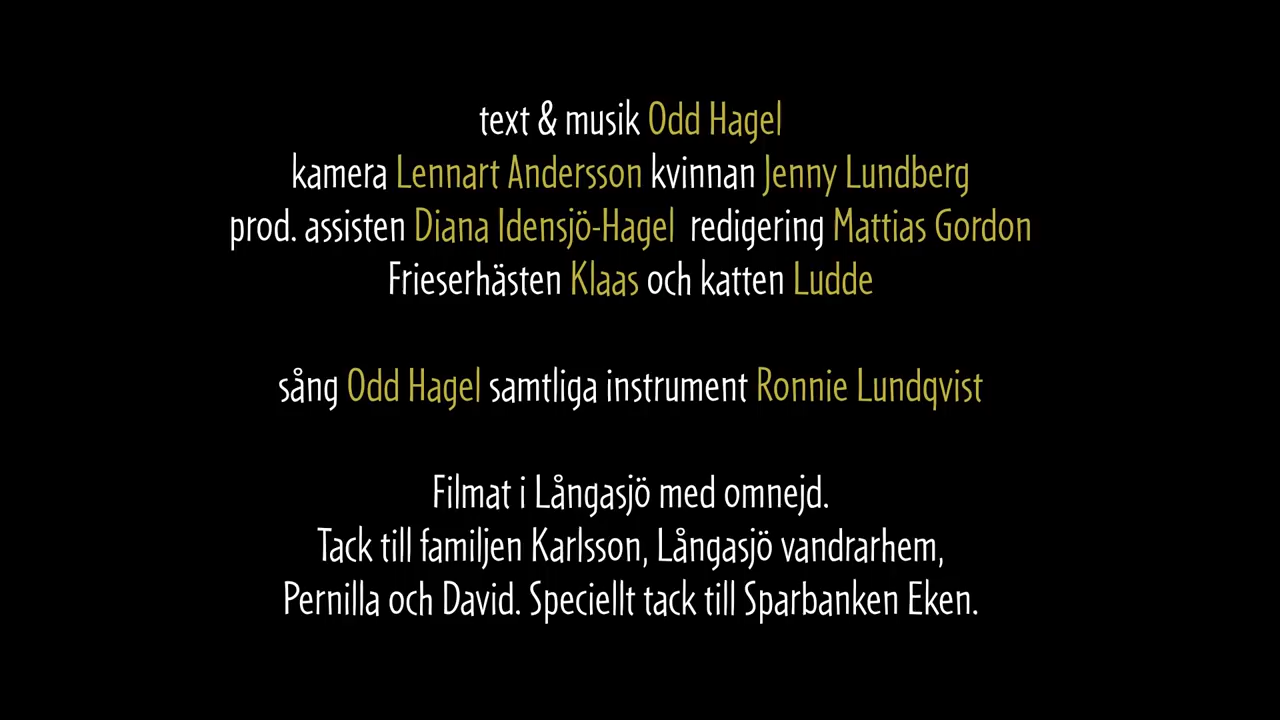 text & musik Odd Hagel
kamera Lennart Andersson kvinnan Jenny Lundberg
prod. assisten Diana Idensjö-Hagel redigering Mattias Gordon
Frieserhästen Klaas och katten Ludde
sång Odd Hagel samtliga instrument Ronnie Lundqvist
Filmat i Långasjö med omnejd.
Tack till familjen Karlsson, Långasjö vandrarhem,
Pernilla och David. Speciellt tack till Sparbanken Eken.